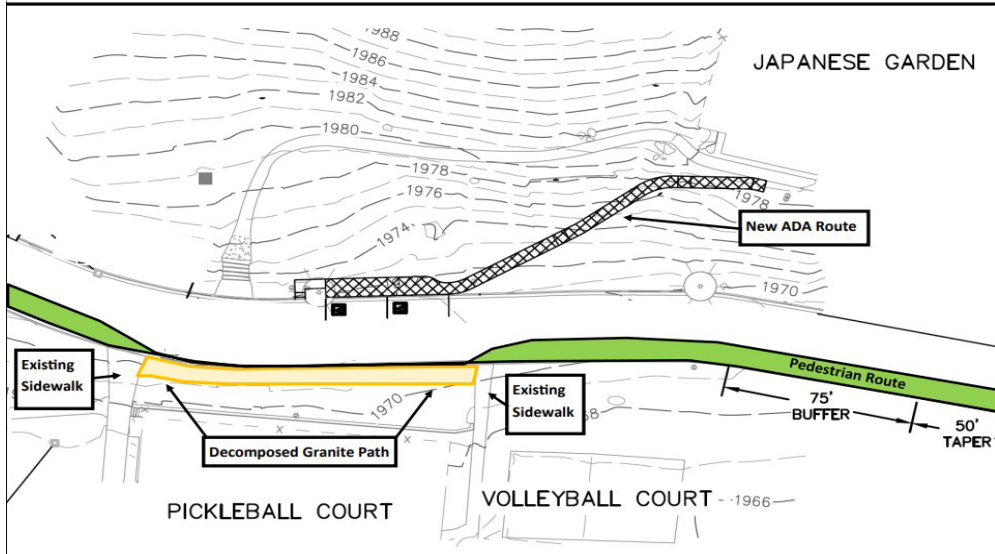 1988
1986
JAPANESE GARDEN
1984
1982
1980
1978
1976
1978
1974
New ADA Route
1970
Existing
Sidewalk
Existing
Sidewalk
Pedestrian Route
75'
BUFFER
50'
TAPER
1970
Decomposed Granite Path
PICKLEBALL COURT
VOLLEYBALL COURT
1966